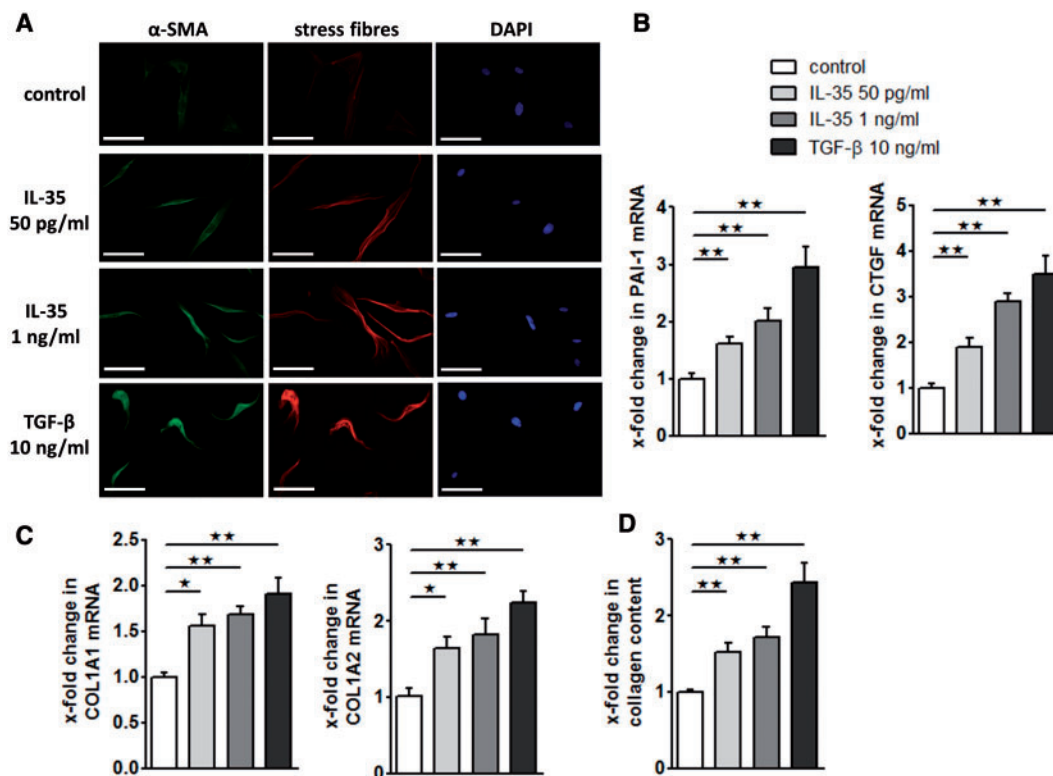 A
α-SMA
stress fibres
DAPI
control
IL-35
50 pg/ml
IL-35
1 ng/ml
TGF-β
10 ng/ml
B
control
IL-35 50 pg/ml
IL-35 1 ng/ml
TGF-β 10 ng/ml
x-fold change in PAI-1 mRNA
4
3
2
1
0
★★
★★
★★
x-fold change in CTGF mRNA
5
4
3
2
1
0
★★
★★
★★
C
x-fold change in
COL1A1 mRNA
2.5
2.0
1.5
1.0
0.5
0.0
★★
★★
★
x-fold change in
COL1A2 mRNA
3
2
1
0
★★
★★
★
D
x-fold change in
collagen content
3
2
1
0
★★
★★
★★